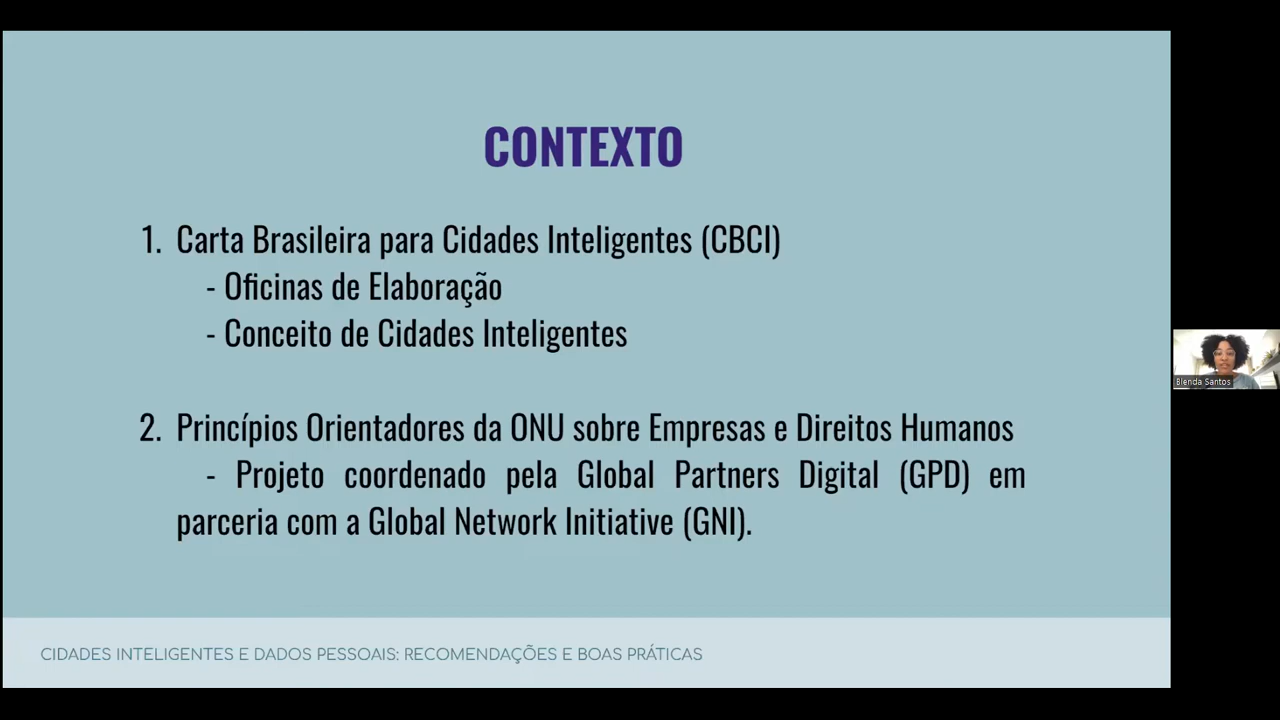 CONTEXTO
1. Carta Brasileira para Cidades Inteligentes (CBCI)
- Oficinas de Elaboração
- Conceito de Cidades Inteligentes
2. Princípios Orientadores da ONU sobre Empresas e Direitos Humanos
- Projeto coordenado pela Global Partners Digital (GPD) em
parceria com a Global Network Initiative (GNI).
Blenda Santos
CIDADES INTELIGENTES E DADOS PESSOAIS: RECOMENDAÇÕES E BOAS PRÁTICAS